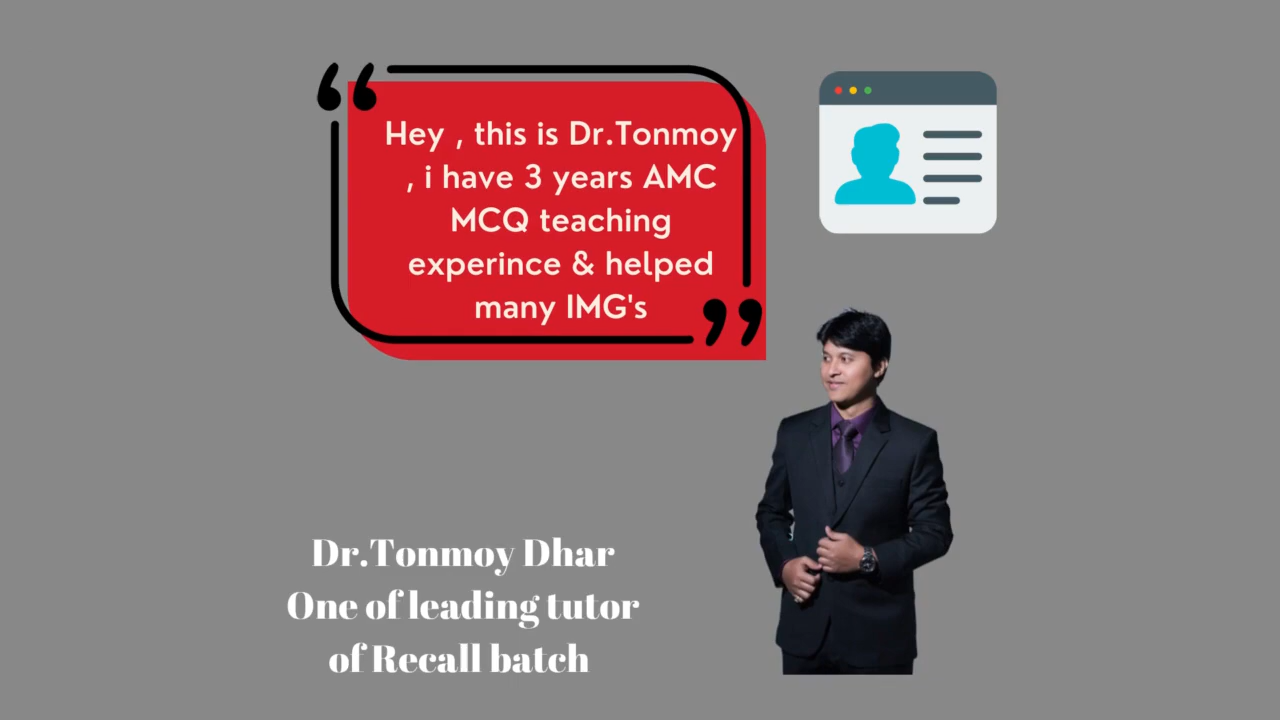 Hey , this is Dr.Tonmoy
, i have 3 years AMC
MCQ teaching
experince & helped
many IMG's
Dr.Tonmoy Dhar
One of leading tutor
of Recall batch